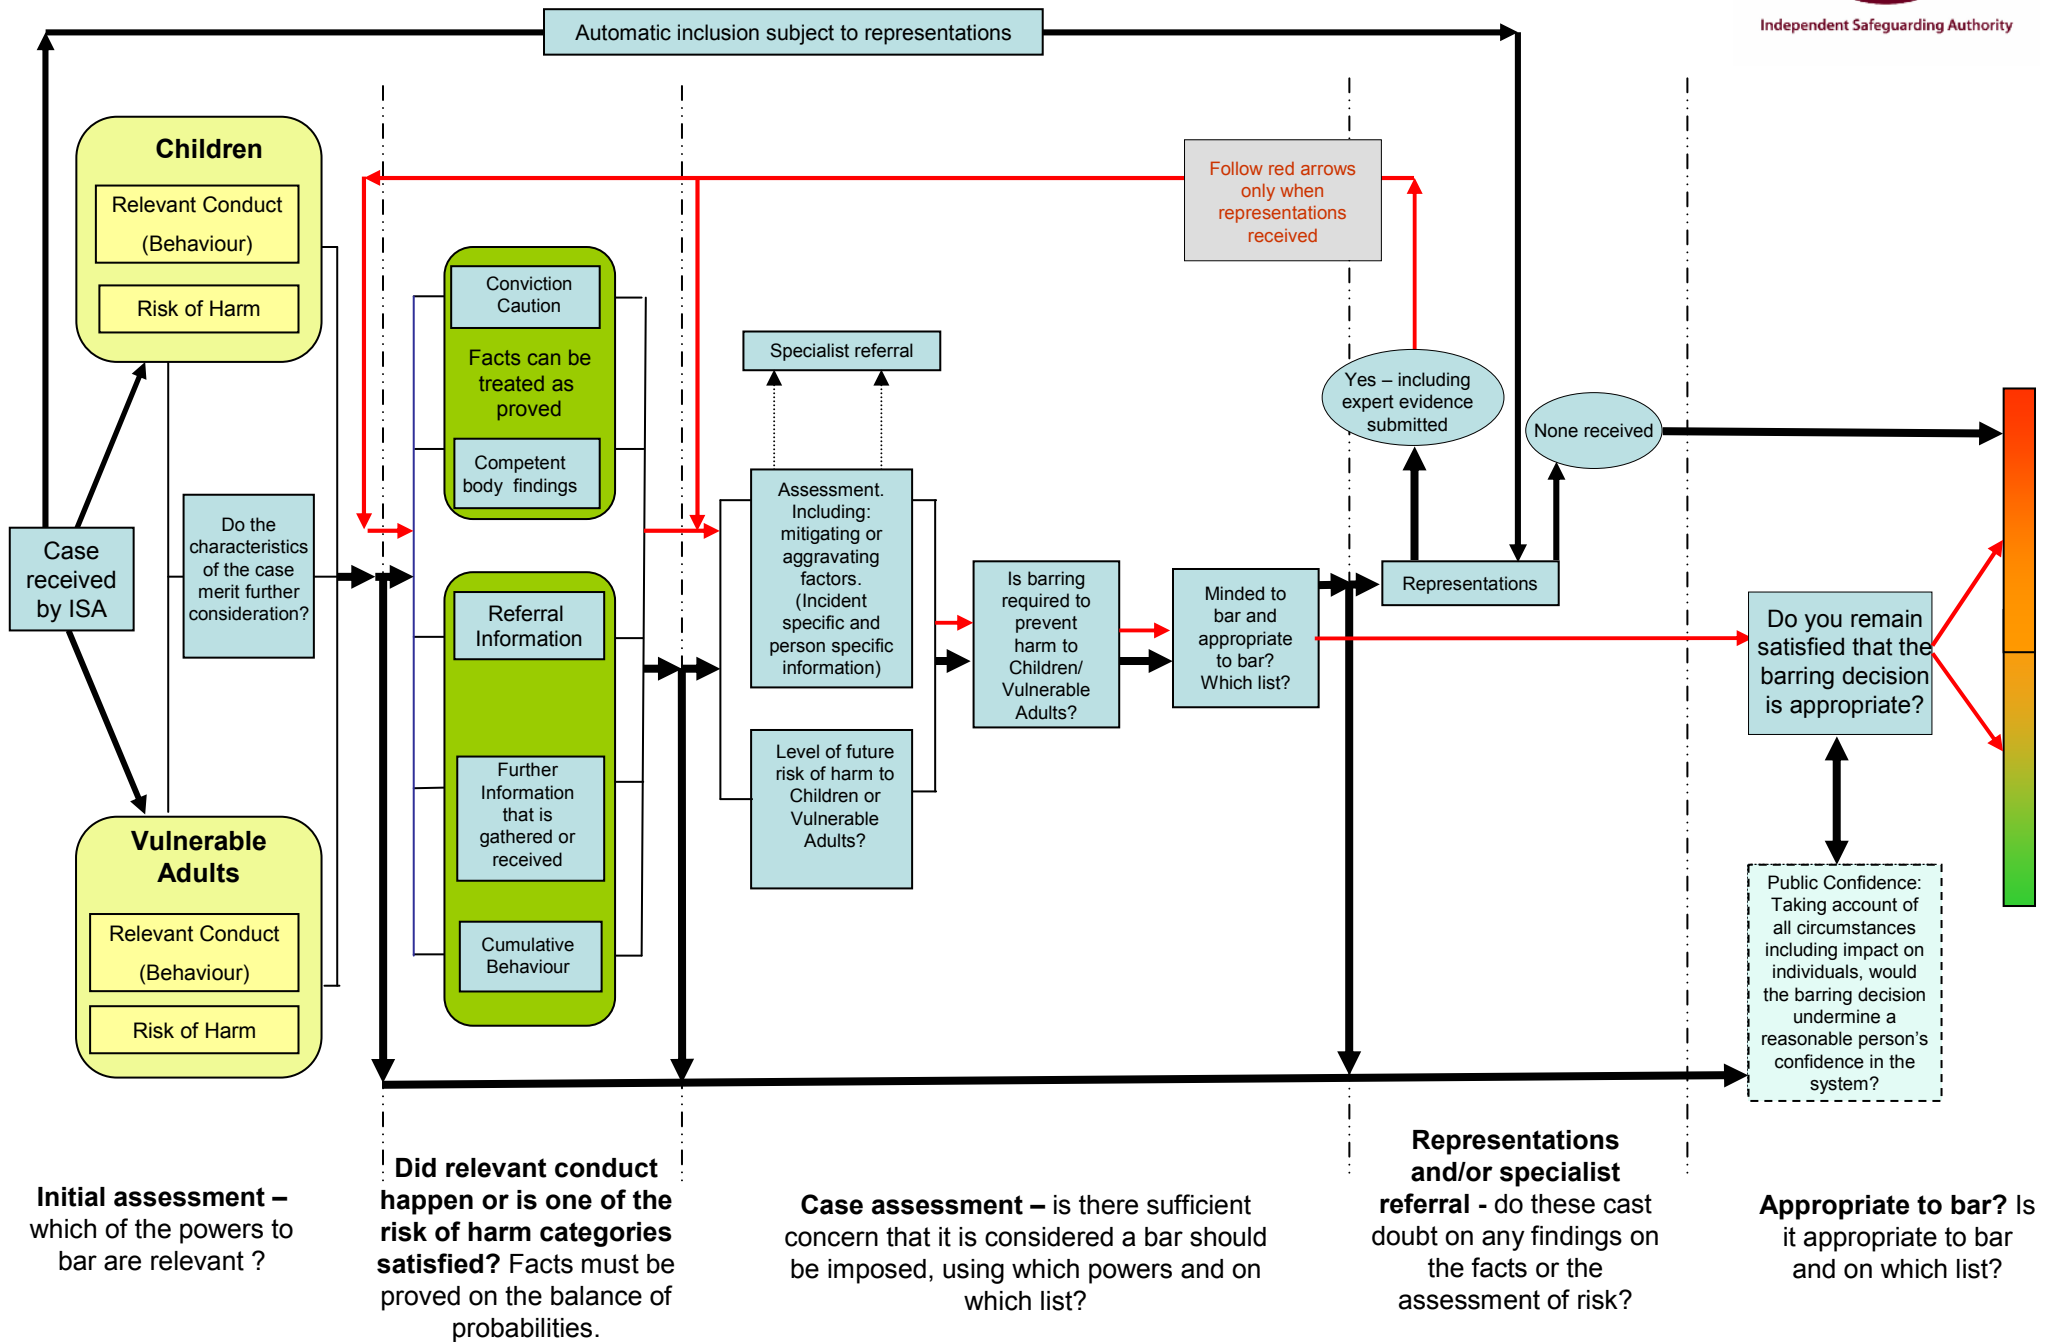 Automatic inclusion subject to representations
Independent Safeguarding Authority
Children
Relevant Conduct
(Behaviour)
Risk of Harm
Case
received
by ISA
Do the
characteristics
of the case
merit further
consideration?
Vulnerable
Adults
Relevant Conduct
(Behaviour)
Risk of Harm
Conviction
Caution
Facts can be
treated as
proved
Competent
body findings
Referral
Information
Further
Information
that is
gathered or
received
Cumulative
Behaviour
Specialist referral
Assessment.
Including:
mitigating or
aggravating
factors.
(Incident
specific and
person specific
information)
Level of future
risk of harm to
Children or
Vulnerable
Adults?
Is barring
required to
prevent
harm to
Children/
Vulnerable
Adults?
Minded to
bar and
appropriate
to bar?
Which list?
Follow red arrows
only when
representations
received
Yes – including
expert evidence
submitted
None received
Representations
Do you remain
satisfied that the
barring decision
is appropriate?
Public Confidence:
Taking account of
all circumstances
including impact on
individuals, would
the barring decision
undermine a
reasonable person's
confidence in the
system?
Initial assessment –
which of the powers to
bar are relevant ?
Did relevant conduct
happen or is one of the
risk of harm categories
satisfied? Facts must be
proved on the balance of
probabilities.
Case assessment – is there sufficient
concern that it is considered a bar should
be imposed, using which powers and on
which list?
Representations
and/or specialist
referral - do these cast
doubt on any findings on
the facts or the
assessment of risk?
Appropriate to bar? Is
it appropriate to bar
and on which list?